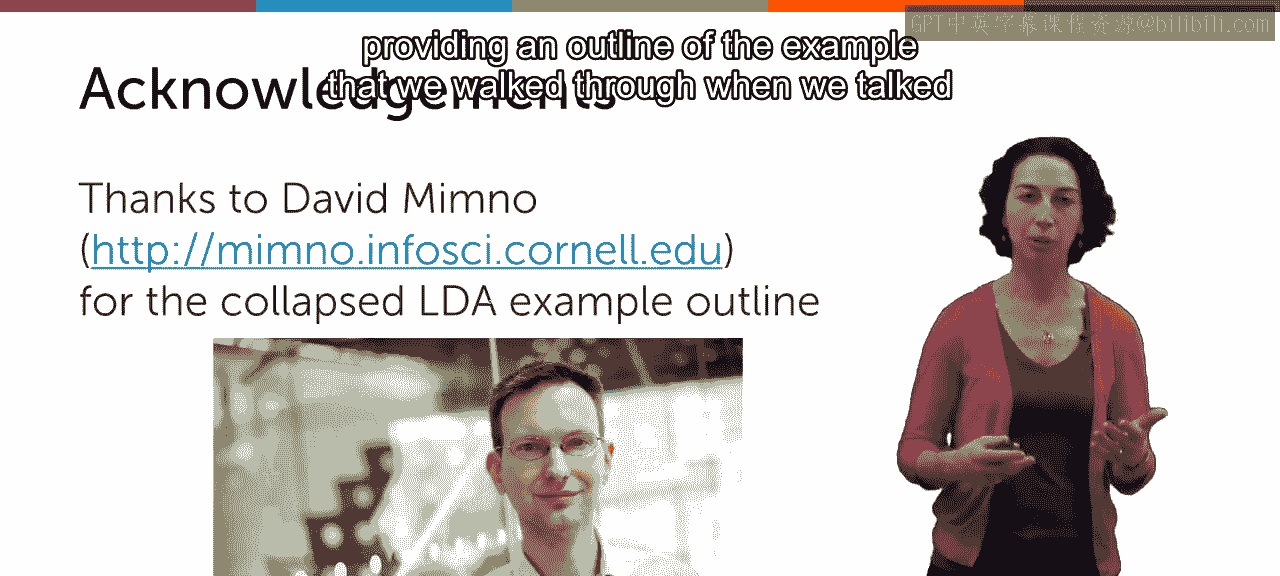 GPT中英字幕课程资源@bilibili.com
providing an outline of the example
that we walked through when we talked
Acknowledgements
Thanks to David Mimno
(http://mimno.infosci.cornell.edu)
for the collapsed LDA example outline